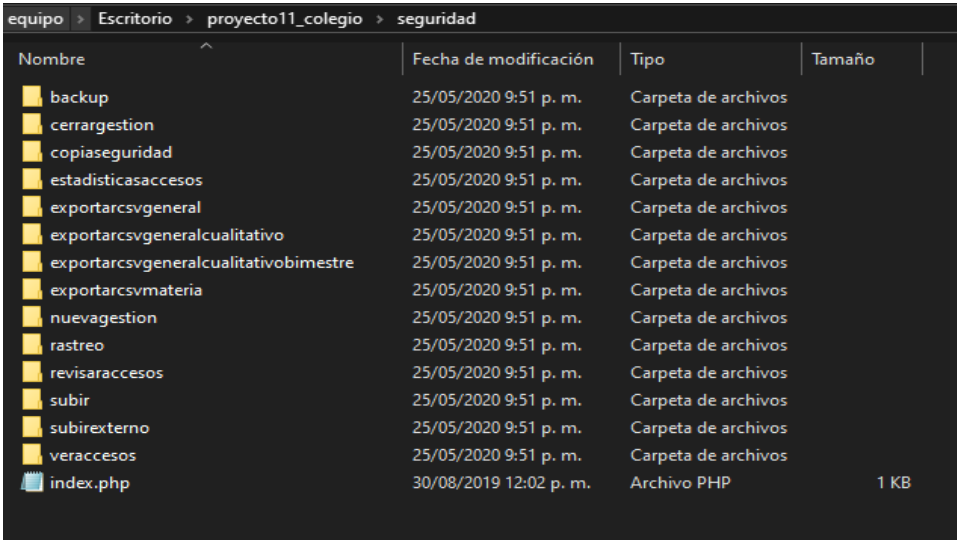 equipo > Escritorio > proyecto11_colegio > seguridad
Nombre Fecha de modificación Tipo Tamaño
backup 25/05/2020 9:51 p. m. Carpeta de archivos
cerrargestion 25/05/2020 9:51 p. m. Carpeta de archivos
copiaseguridad 25/05/2020 9:51 p. m. Carpeta de archivos
estadisticasaccesos 25/05/2020 9:51 p. m. Carpeta de archivos
exportarcsvgeneral 25/05/2020 9:51 p. m. Carpeta de archivos
exportarcsvgeneralcualitativo 25/05/2020 9:51 p. m. Carpeta de archivos
exportarcsvgeneralcualitativobimestre 25/05/2020 9:51 p. m. Carpeta de archivos
exportarcsvmateria 25/05/2020 9:51 p. m. Carpeta de archivos
nuevagestion 25/05/2020 9:51 p. m. Carpeta de archivos
rastreo 25/05/2020 9:51 p. m. Carpeta de archivos
revisaraccesos 25/05/2020 9:51 p. m. Carpeta de archivos
subir 25/05/2020 9:51 p. m. Carpeta de archivos
subirexterno 25/05/2020 9:51 p. m. Carpeta de archivos
veraccesos 25/05/2020 9:51 p. m. Carpeta de archivos
index.php 30/08/2019 12:02 p. m. Archivo PHP 1 KB